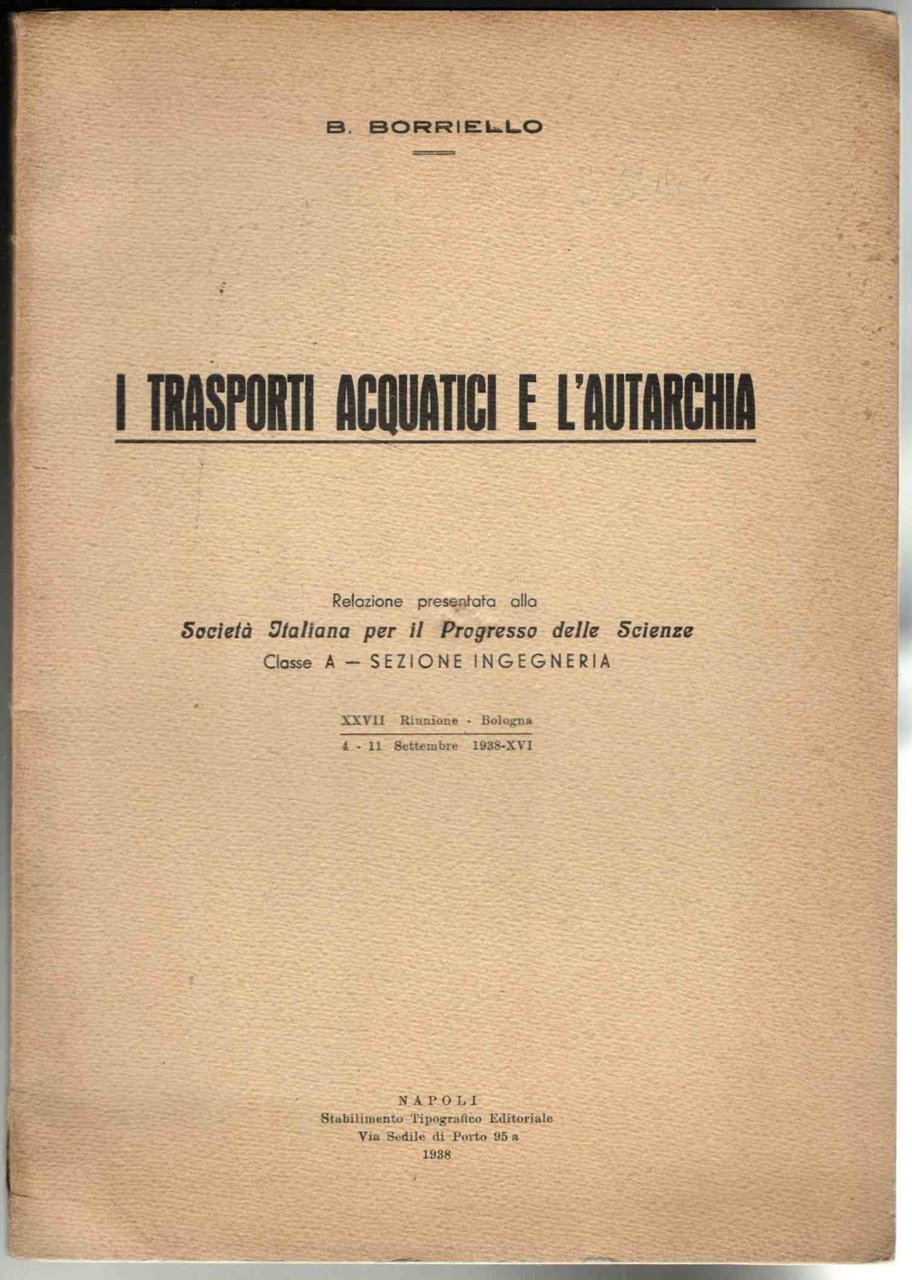 B. BORRIELLO
I TRASPORTI ACQUATICI E L'AUTARCHIA
Relazione presentata alla
Società Italiana per il Progresso delle Scienze
Classe A — SEZIONE INGEGNERIA
XXVII Riunione - Bologna
4 - 11 Settembre 1938-XVI
NAPOLI
Stabilimento Tipografico Editoriale
Via Sedile di Porto 95 a
1938